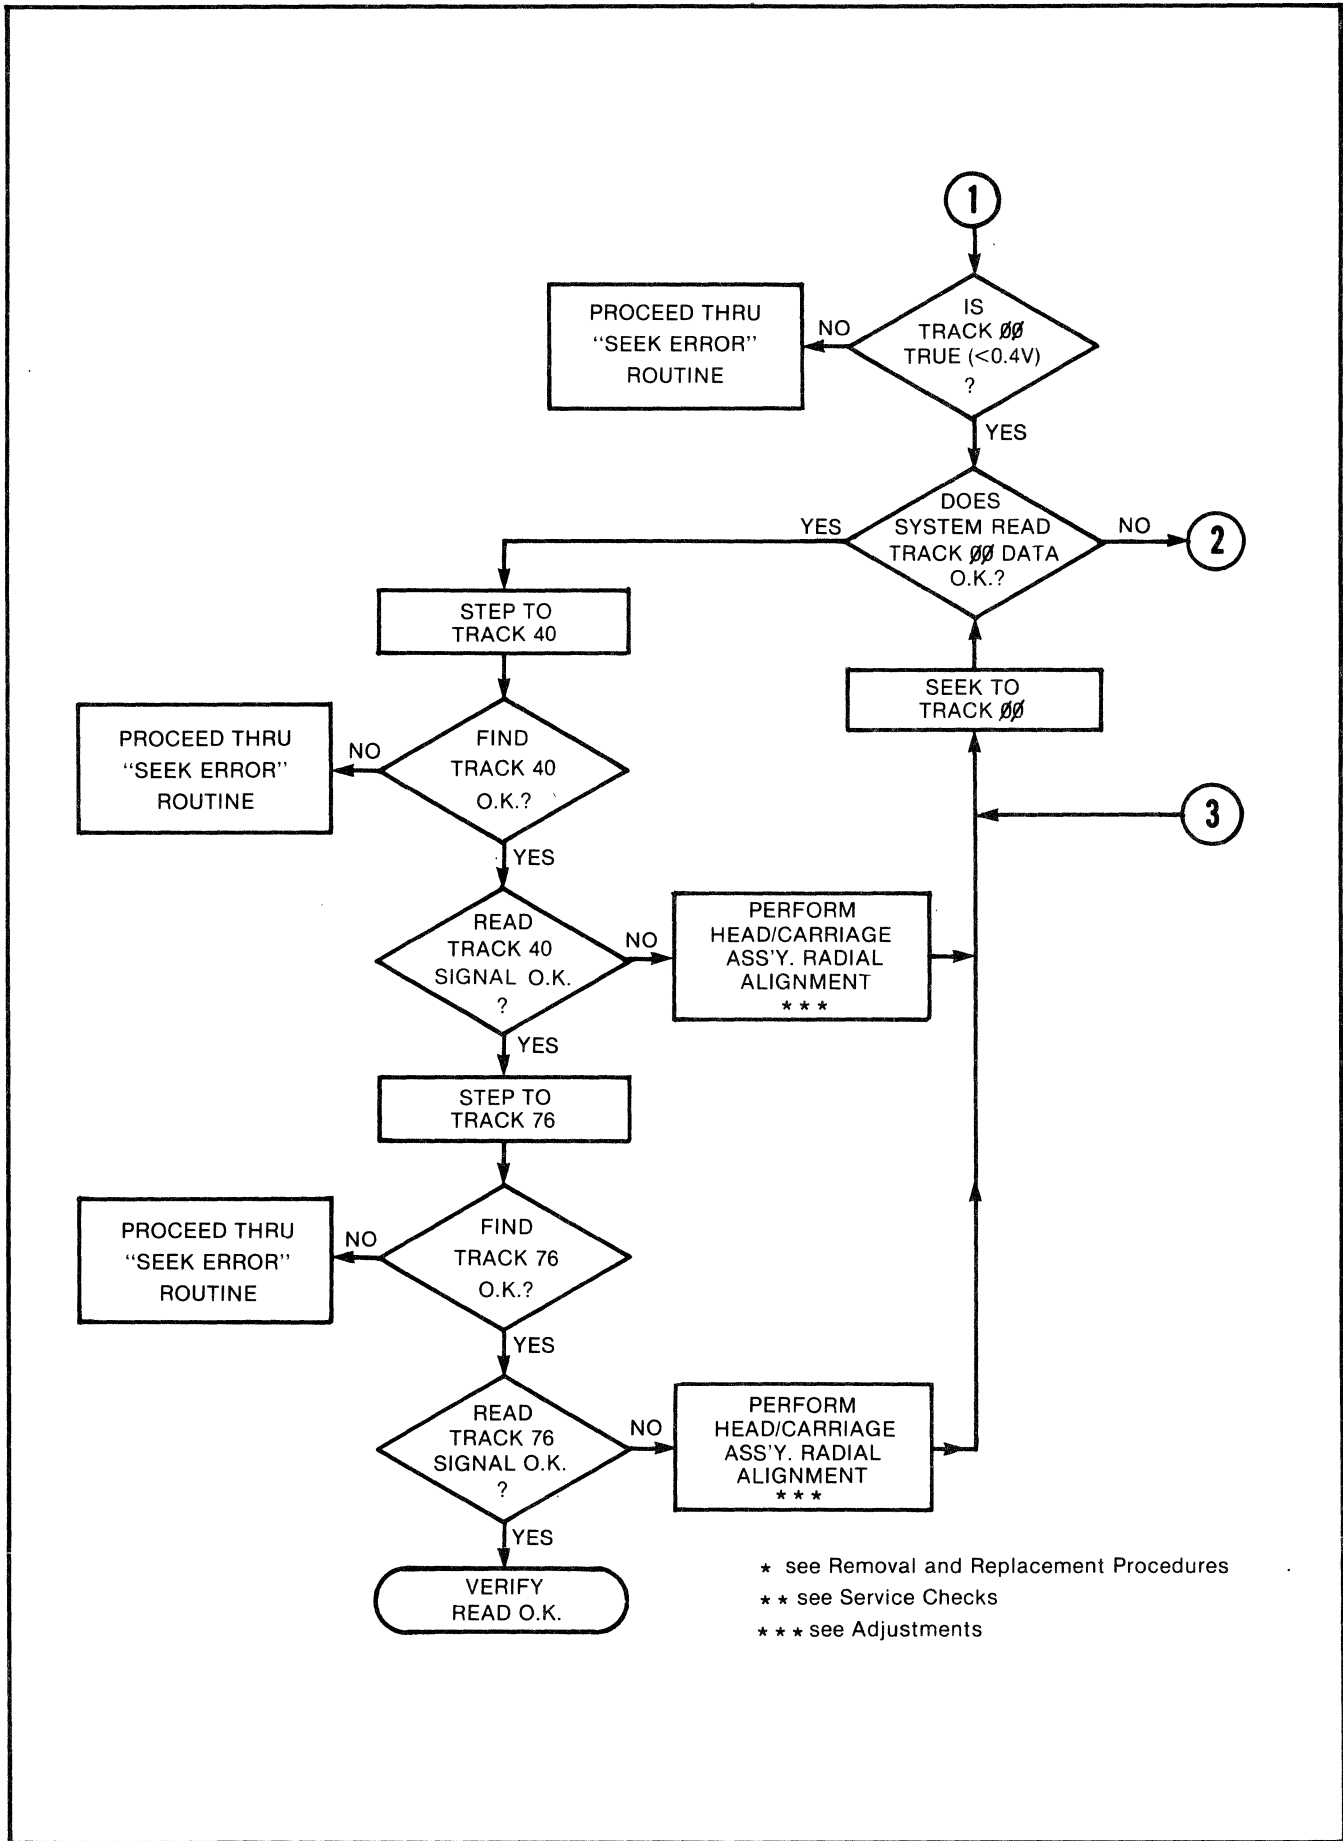 1
IS
TRACK 00
TRUE (<0.4V)
?
NO
PROCEED THRU
“SEEK ERROR”
ROUTINE
YES
DOES
SYSTEM READ
TRACK 00 DATA
O.K.?
YES
NO
2
STEP TO
TRACK 40
SEEK TO
TRACK 00
3
FIND
TRACK 40
O.K.?
NO
PROCEED THRU
“SEEK ERROR”
ROUTINE
YES
READ
TRACK 40
SIGNAL O.K.
?
NO
PERFORM
HEAD/CARRIAGE
ASS'Y. RADIAL
ALIGNMENT
***
YES
STEP TO
TRACK 76
FIND
TRACK 76
O.K.?
NO
PROCEED THRU
“SEEK ERROR”
ROUTINE
YES
READ
TRACK 76
SIGNAL O.K.
?
NO
PERFORM
HEAD/CARRIAGE
ASS'Y. RADIAL
ALIGNMENT
***
YES
VERIFY
READ O.K.
* see Removal and Replacement Procedures
** see Service Checks
*** see Adjustments